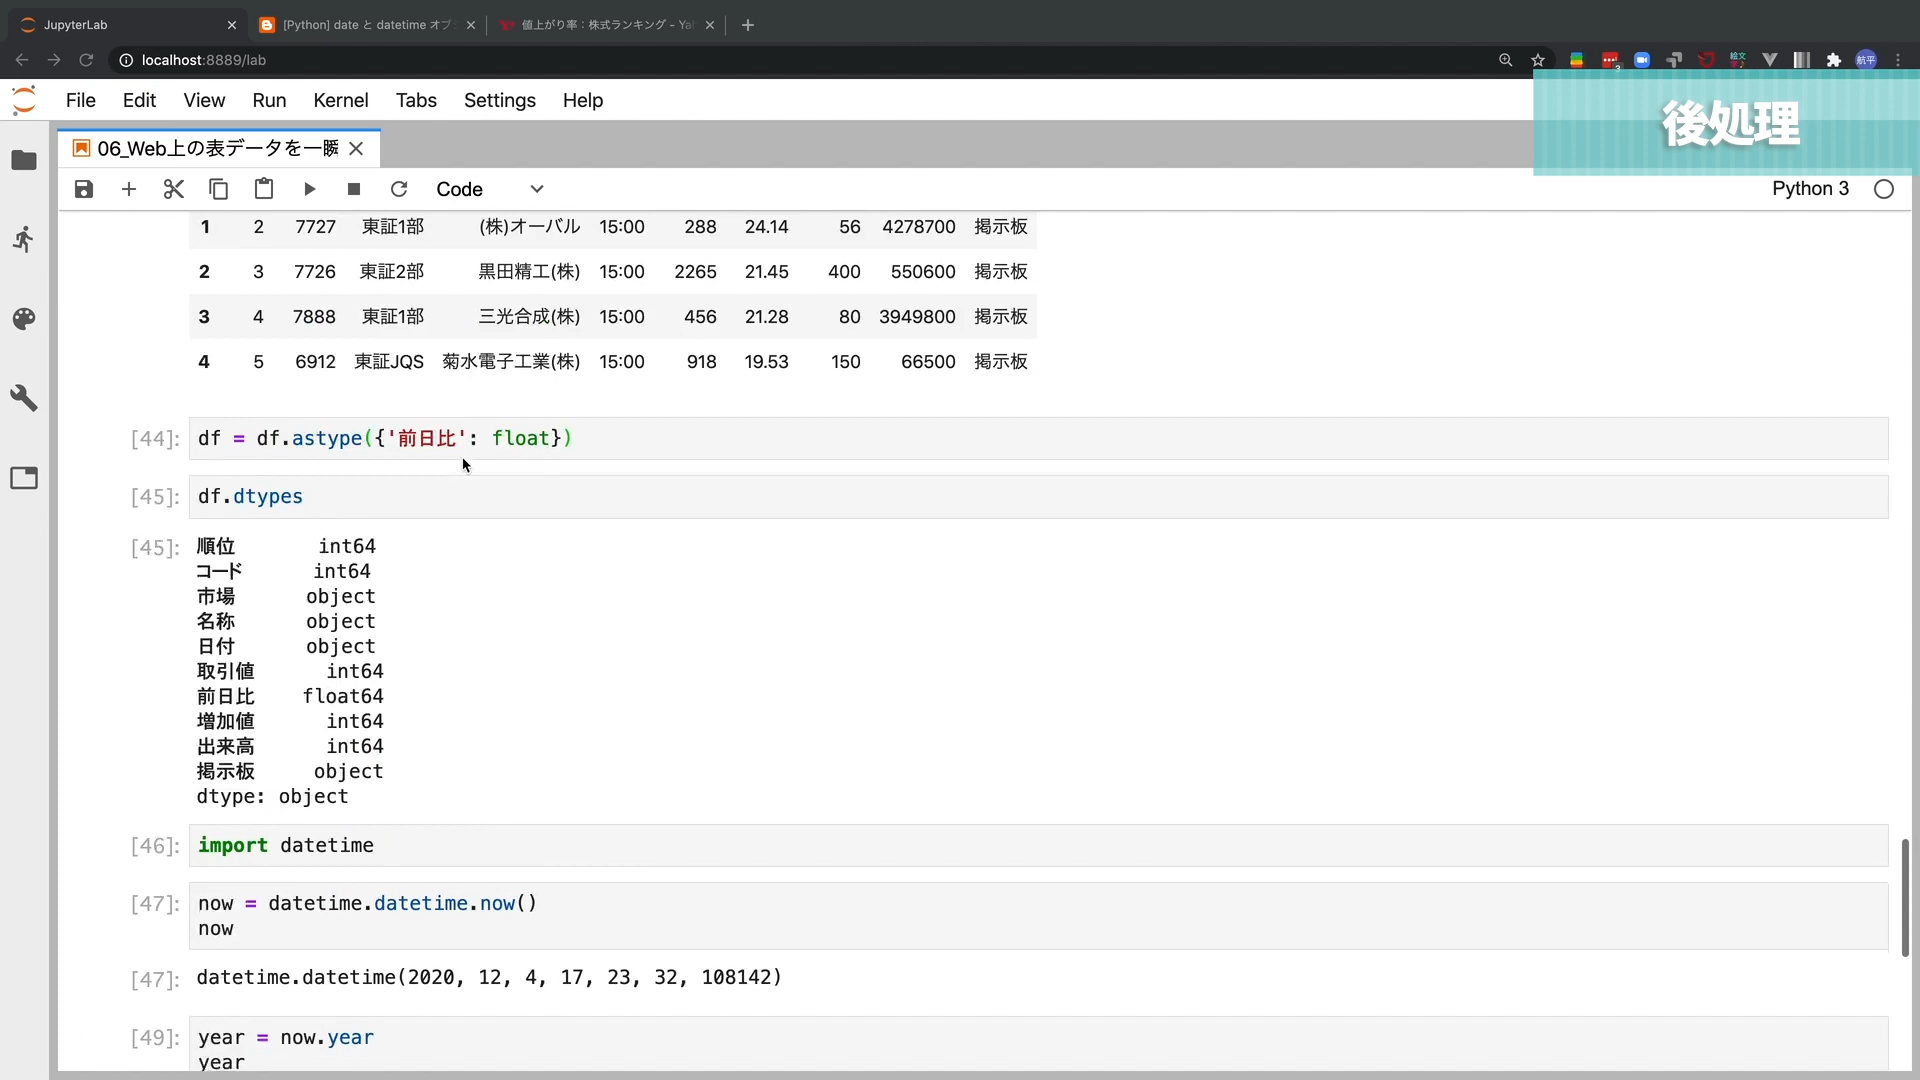 JupyterLab
[Python] date と datetime オブ
値上がり率：株式ランキング - Ya
localhost:8889/lab
File Edit View Run Kernel Tabs Settings Help
後処理
06_Web上の表データを一瞬
Code
Python 3
1 2 7727 東証1部 (株)オーバル 15:00 288 24.14 56 4278700 掲示板
2 3 7726 東証2部 黒田精工(株) 15:00 2265 21.45 400 550600 掲示板
3 4 7888 東証1部 三光合成(株) 15:00 456 21.28 80 3949800 掲示板
4 5 6912 東証JQS 菊水電子工業(株) 15:00 918 19.53 150 66500 掲示板
[44]: df = df.astype({'前日比': float})
[45]: df.dtypes
[45]: 順位 int64
コード int64
市場 object
名称 object
日付 object
取引値 int64
前日比 float64
増加値 int64
出来高 int64
掲示板 object
dtype: object
[46]: import datetime
[47]: now = datetime.datetime.now()
now
[47]: datetime.datetime(2020, 12, 4, 17, 23, 32, 108142)
[49]: year = now.year
year